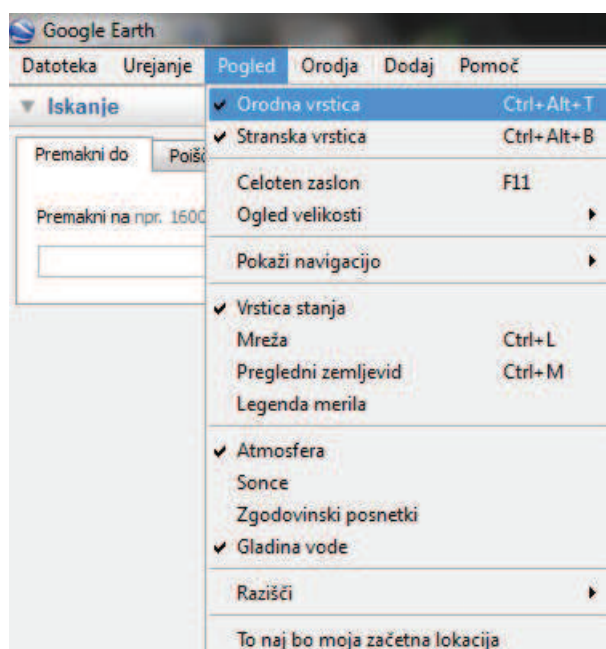 Google Earth
Datoteka Urejanje Pogled Orodja Dodaj Pomoč
Iskanje
Premakni do
Premakni na npr. 1600
Orodna vrstica Ctrl+Alt+T
Stranska vrstica Ctrl+Alt+B
Celoten zaslon F11
Ogled velikosti
Pokaži navigacijo
Vrstica stanja
Mreža Ctrl+L
Pregledni zemljevid Ctrl+M
Legenda merila
Atmosfera
Sonce
Zgodovinski posnetki
Gladina vode
Razišči
To naj bo moja začetna lokacija